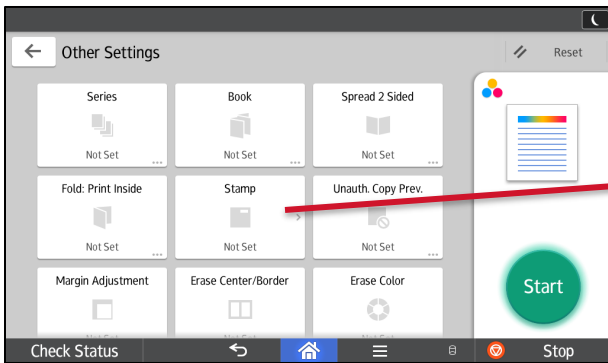 Other Settings
Reset
Series
Book
Spread 2 Sided
Not Set
Not Set
Not Set
Fold: Print Inside
Stamp
Unauth. Copy Prev.
Not Set
Not Set
Not Set
Margin Adjustment
Erase Center/Border
Erase Color
Start
Check Status
Stop